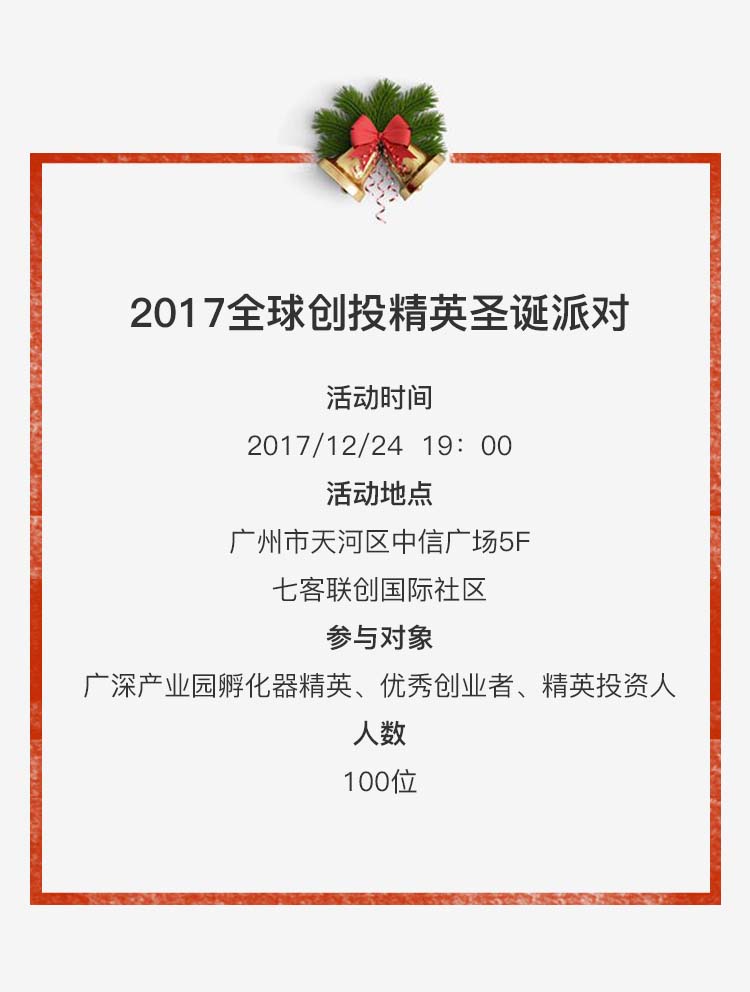 2017全球创投精英圣诞派对
活动时间
2017/12/24 19：00
活动地点
广州市天河区中信广场5F
七客联创国际社区
参与对象
广深产业园孵化器精英、优秀创业者、精英投资人
人数
100位